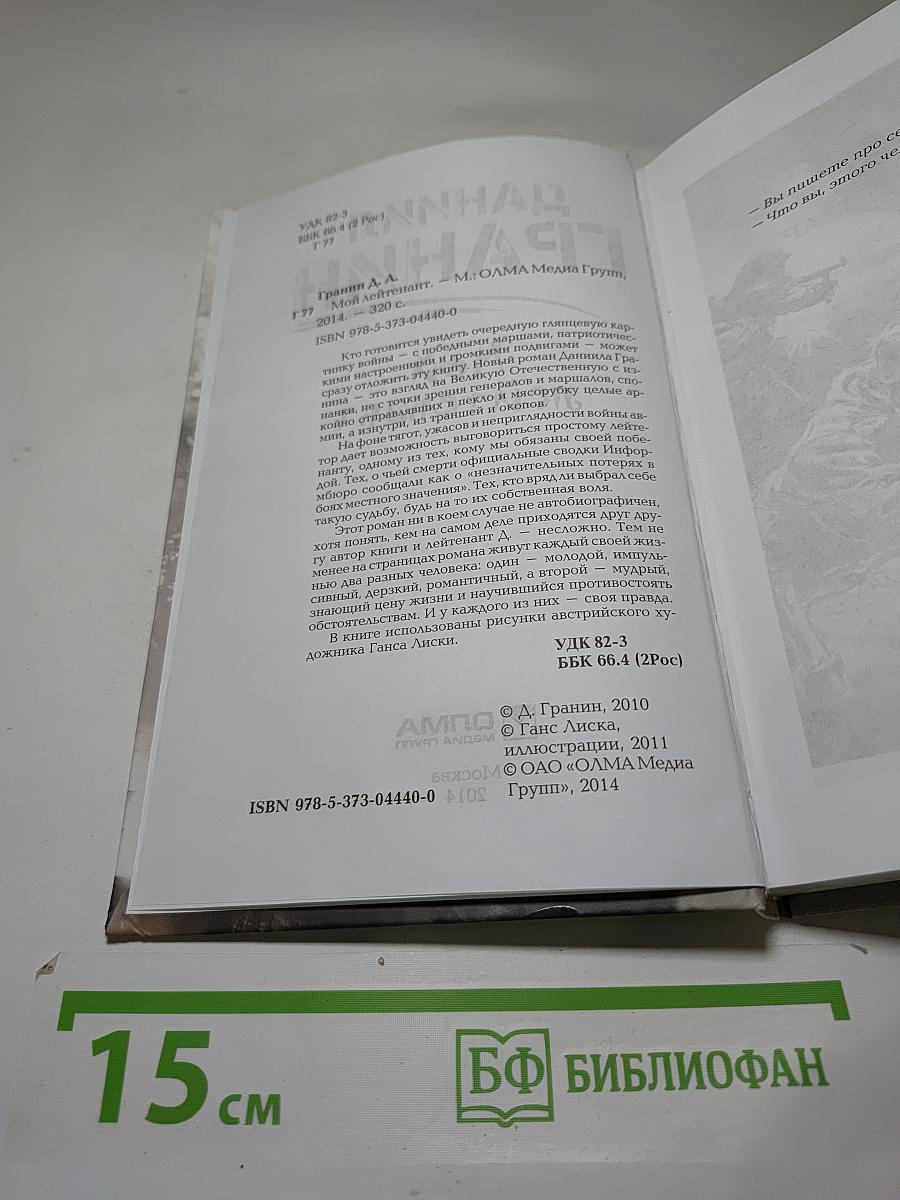 УДК 82-3
ББК 66.4 (2 Рос)
Г 77
Гранин Д. А.
Г 77 Мой лейтенант. — М.: ОЛМА Медиа Групп,
2014. — 320 с.
ISBN 978-5-373-04440-0
Кто готовится увидеть очередную глянцевую кар-
тинку войны — с победными маршами, патриотичес-
кими настроениями и громкими подвигами — может
сразу отложить эту книгу. Новый роман Даниила Гра-
нина — это взгляд на Великую Отечественную с из-
нанки, не с точки зрения генералов и маршалов, спо-
койно отправлявших в пекло и мясорубку целые ар-
мии, а изнутри, из траншей и окопов.
На фоне тягот, ужасов и неприглядности войны ав-
тор дает возможность выговориться простому лейте-
нанту, одному из тех, кому мы обязаны своей побе-
дой. Тех, о чьей смерти официальные сводки Инфор-
мбюро сообщали как о «незначительных потерях в
боях местного значения». Тех, кто вряд ли выбрал себе
такую судьбу, будь на то их собственная воля.
Этот роман ни в коем случае не автобиографичен,
хотя понять, кем на самом деле приходятся друг дру-
гу автор книги и лейтенант Д. — несложно. Тем не
менее на страницах романа живут каждый своей жиз-
нью два разных человека: один — молодой, импуль-
сивный, дерзкий, романтичный, а второй — мудрый,
знающий цену жизни и научившийся противостоять
обстоятельствам. И у каждого из них — своя правда.
В книге использованы рисунки австрийского ху-
дожника Ганса Лиски.
УДК 82-3
ББК 66.4 (2Рос)
© Д. Гранин, 2010
© Ганс Лиска,
иллюстрации, 2011
© ОАО «ОЛМА Медиа
Групп», 2014
ISBN 978-5-373-04440-0
ДАНИИЛ
ГРАНИН
ОЛМА
МЕДИА ГРУПП
Москва
2014
— Вы пишете про се
— Что вы, этого че
15 см
БФ БИБЛИОФАН